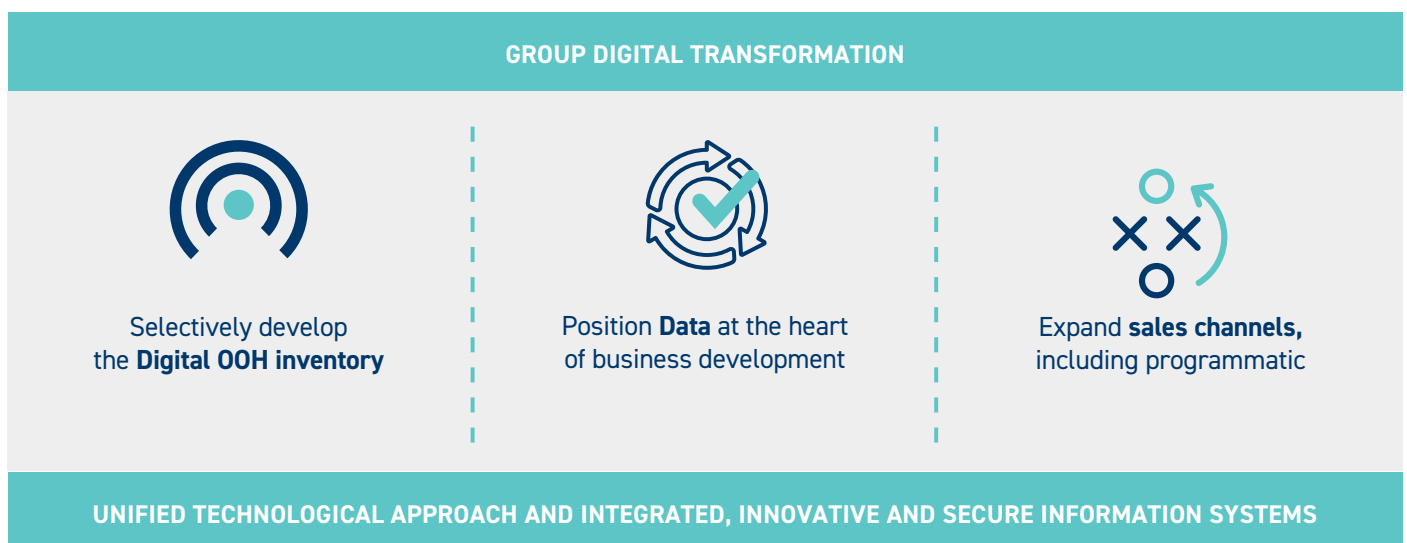 GROUP DIGITAL TRANSFORMATION
Selectively develop
the Digital OOH inventory
Position Data at the heart
of business development
Expand sales channels,
including programmatic
UNIFIED TECHNOLOGICAL APPROACH AND INTEGRATED, INNOVATIVE AND SECURE INFORMATION SYSTEMS